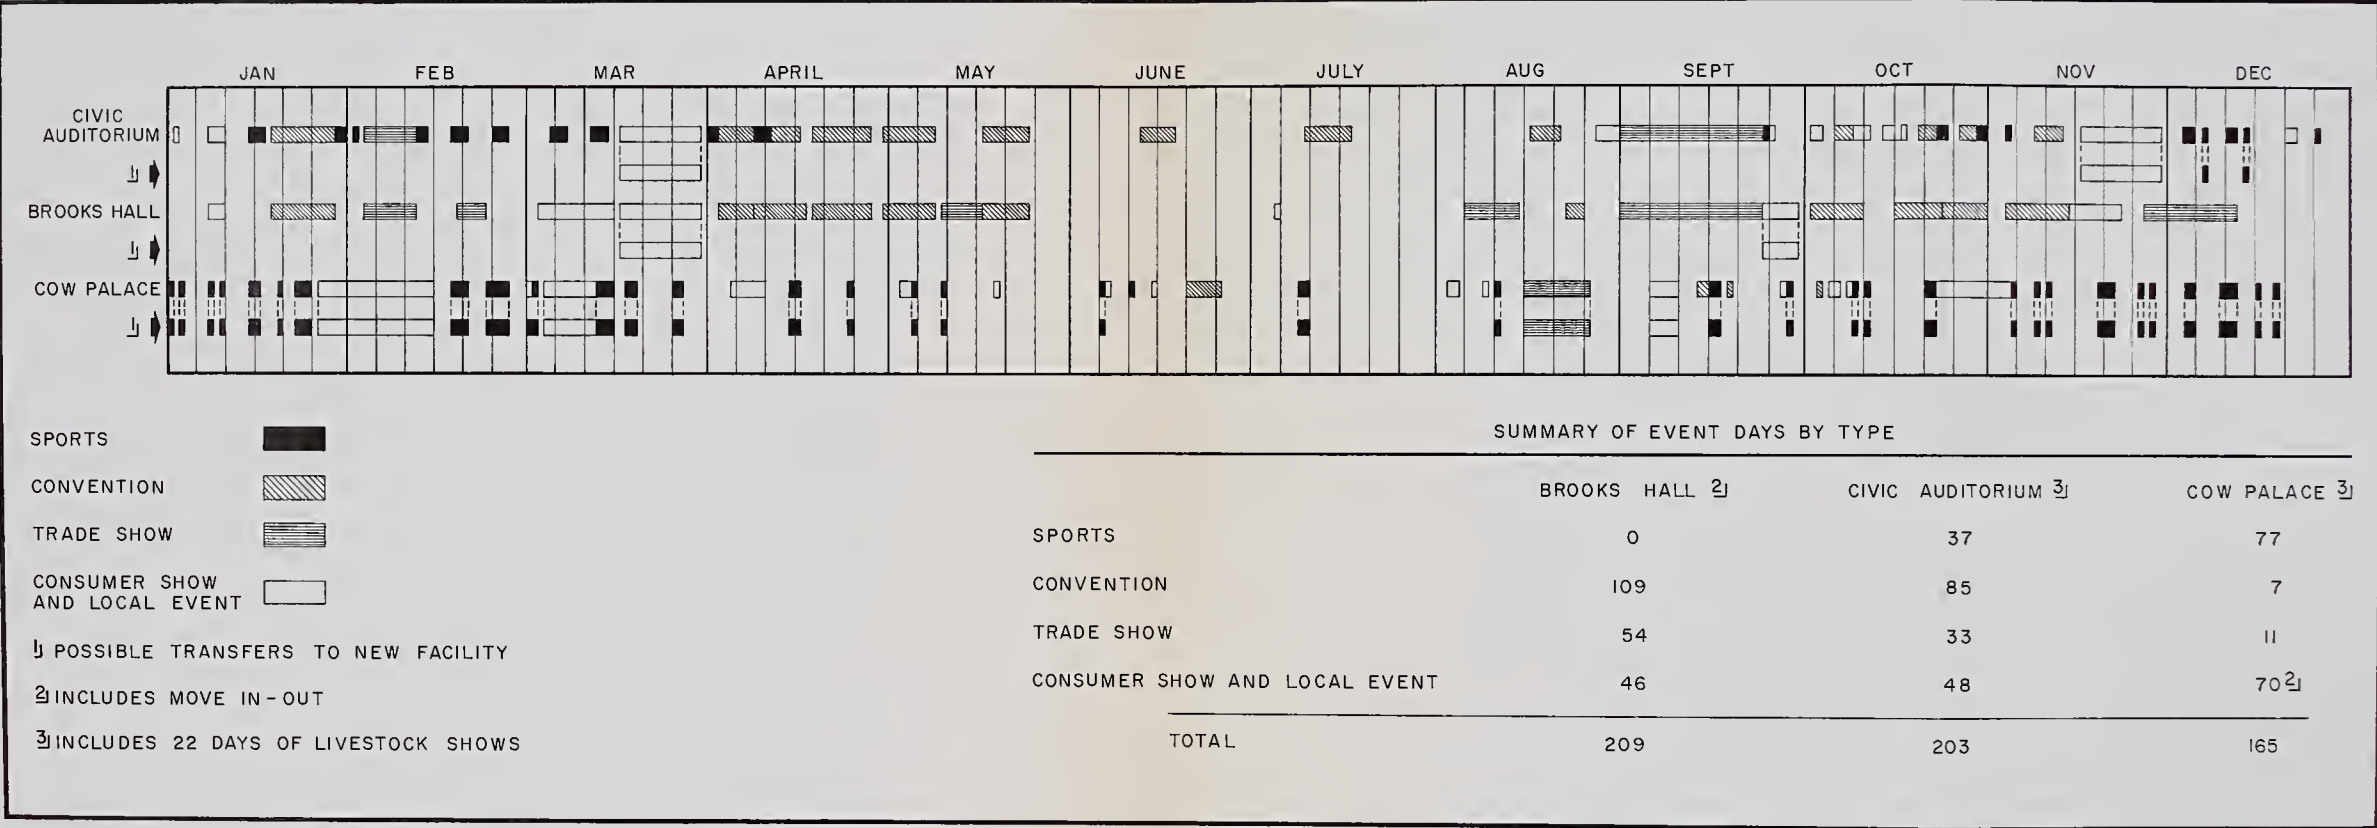 JAN FEB MAR APRIL MAY JUNE JULY AUG SEPT OCT NOV DEC
CIVIC
AUDITORIUM
1
BROOKS HALL
1
COW PALACE
1
SPORTS
CONVENTION
TRADE SHOW
CONSUMER SHOW
AND LOCAL EVENT
1 POSSIBLE TRANSFERS TO NEW FACILITY
2 INCLUDES MOVE IN-OUT
3 INCLUDES 22 DAYS OF LIVESTOCK SHOWS
SUMMARY OF EVENT DAYS BY TYPE
BROOKS HALL 2 CIVIC AUDITORIUM 3 COW PALACE 3
SPORTS 0 37 77
CONVENTION 109 85 7
TRADE SHOW 54 33 11
CONSUMER SHOW AND LOCAL EVENT 46 48 70 2
TOTAL 209 203 165